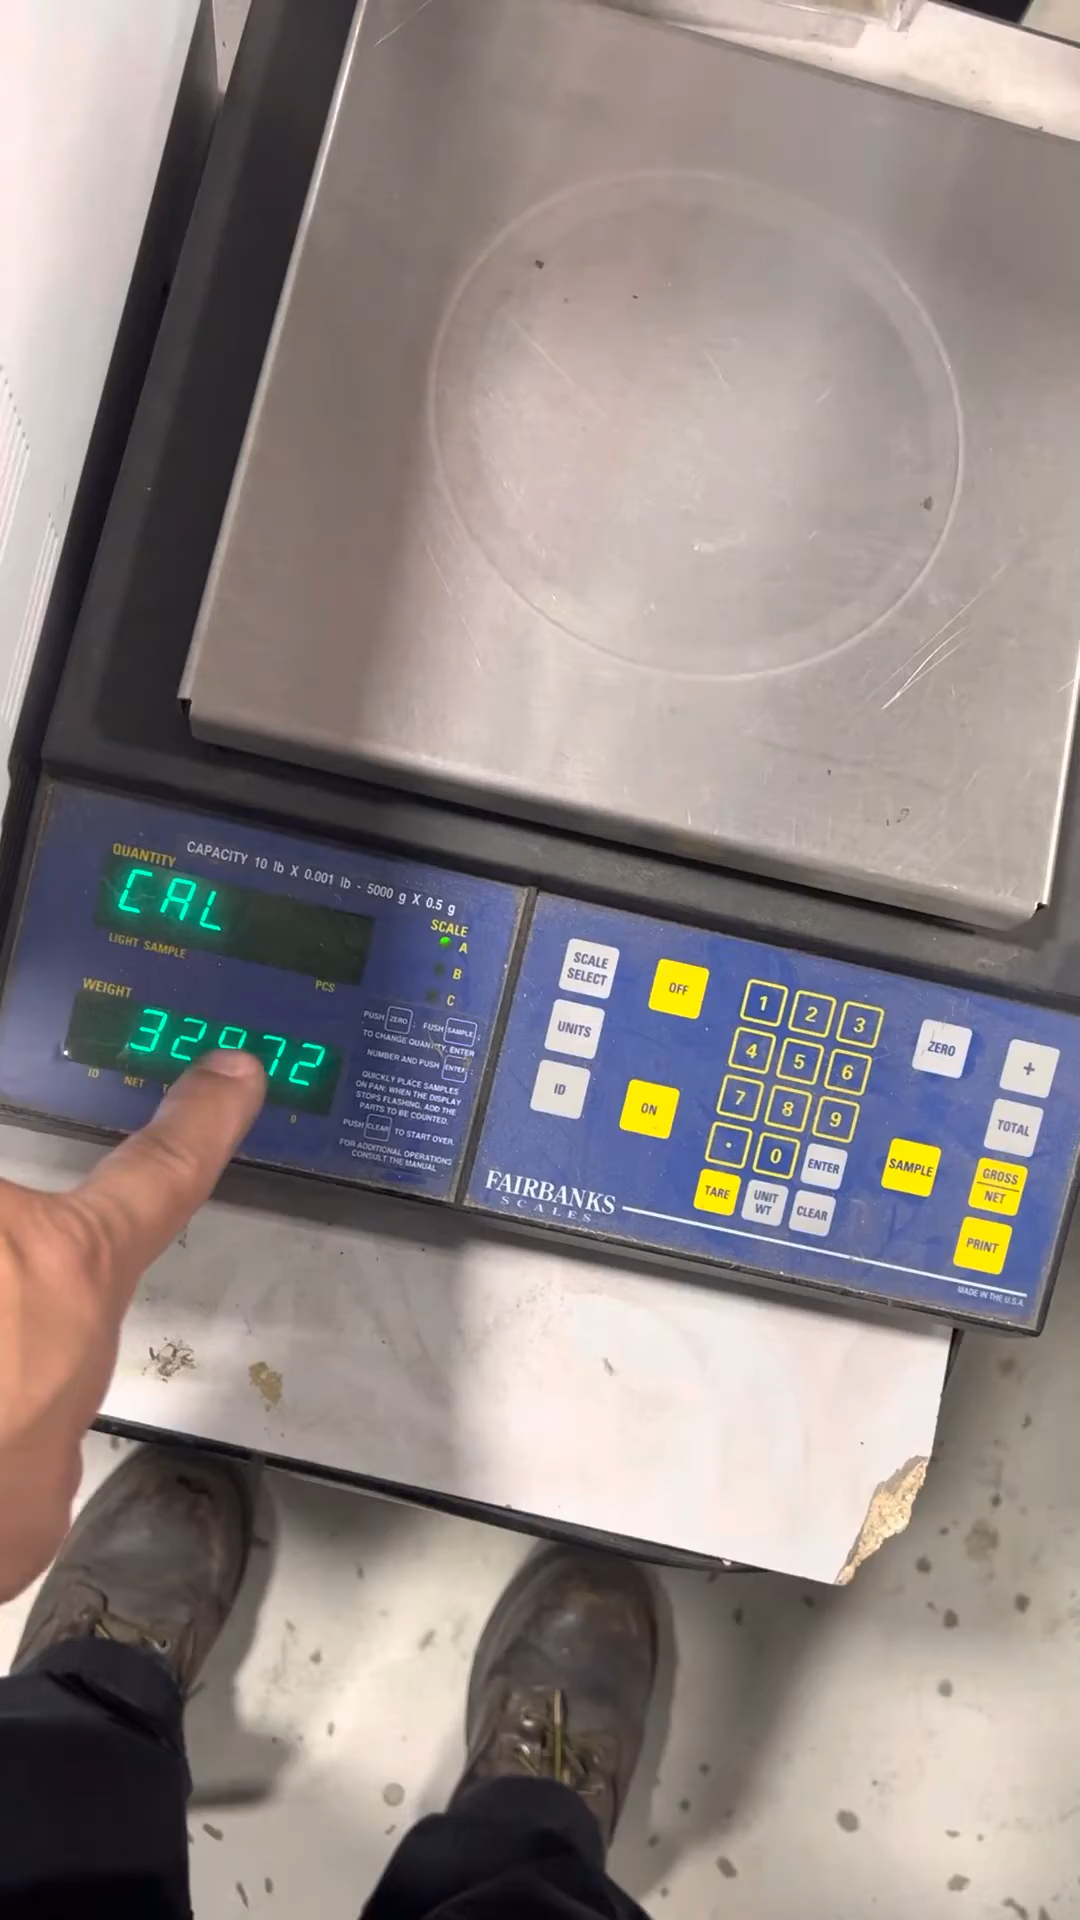 QUANTITY
CAPACITY 10 lb X 0.001 lb - 5000 g X 0.5 g
CAL
LIGHT SAMPLE
PCS
SCALE
A
B
C
WEIGHT
32972
ID NET
g
PUSH ZERO ; PUSH SAMPLE ;
TO CHANGE QUANTITY, ENTER
NUMBER AND PUSH ENTER ;
QUICKLY PLACE SAMPLES
ON PAN: WHEN THE DISPLAY
STOPS FLASHING, ADD THE
PARTS TO BE COUNTED.
PUSH CLEAR TO START OVER.
FOR ADDITIONAL OPERATIONS
CONSULT THE MANUAL
SCALE SELECT
OFF
UNITS
ID
ON
1 2 3
4 5 6
7 8 9
. 0 ENTER
TARE UNIT WT CLEAR
ZERO
+
TOTAL
SAMPLE
GROSS
NET
PRINT
FAIRBANKS
SCALES
MADE IN THE U.S.A.